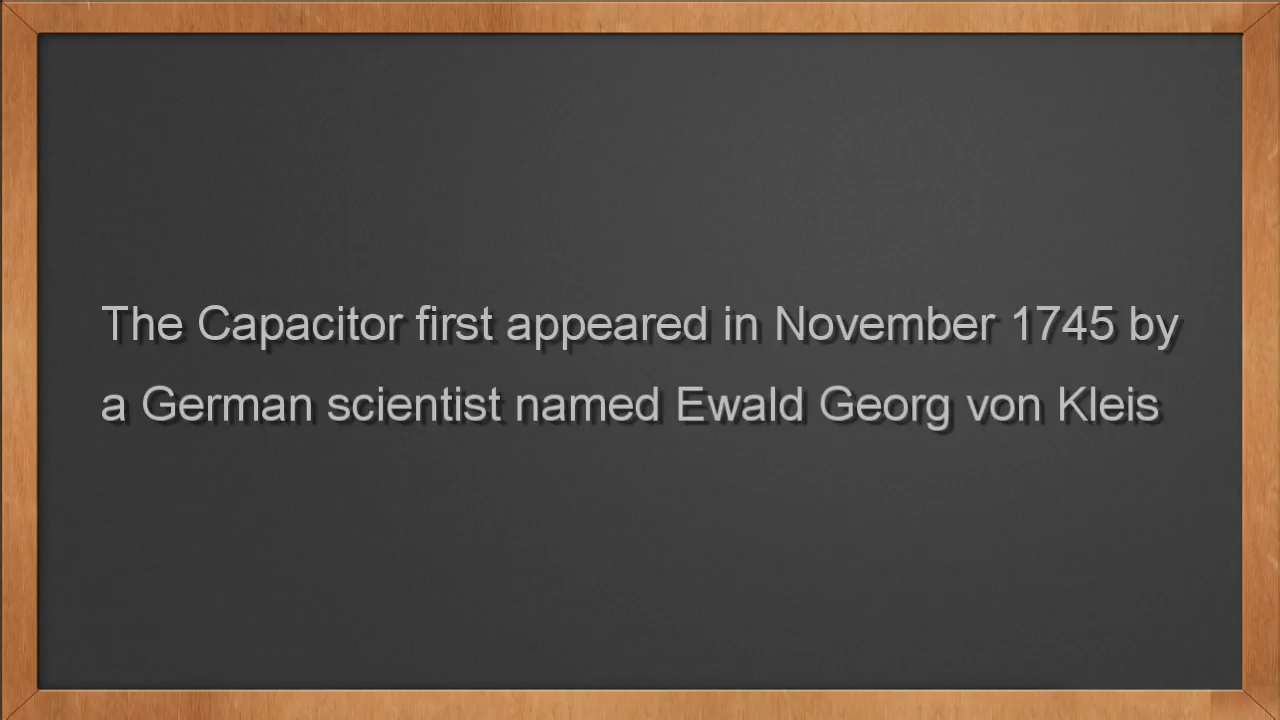 The Capacitor first appeared in November 1745 by
a German scientist named Ewald Georg von Kleis